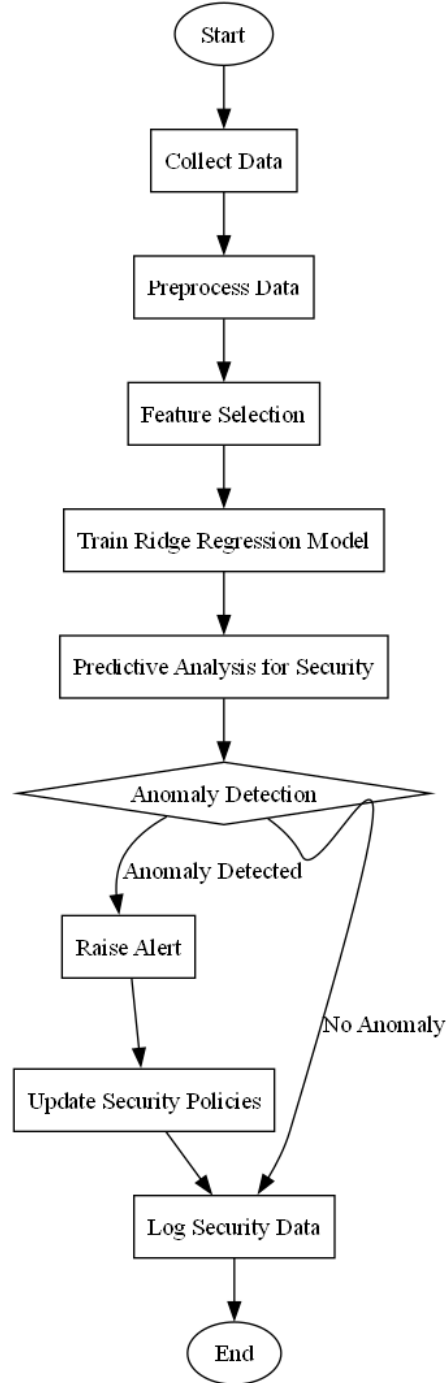 Start
Collect Data
Preprocess Data
Feature Selection
Train Ridge Regression Model
Predictive Analysis for Security
Anomaly Detection
Anomaly Detected
Raise Alert
No Anomaly
Update Security Policies
Log Security Data
End